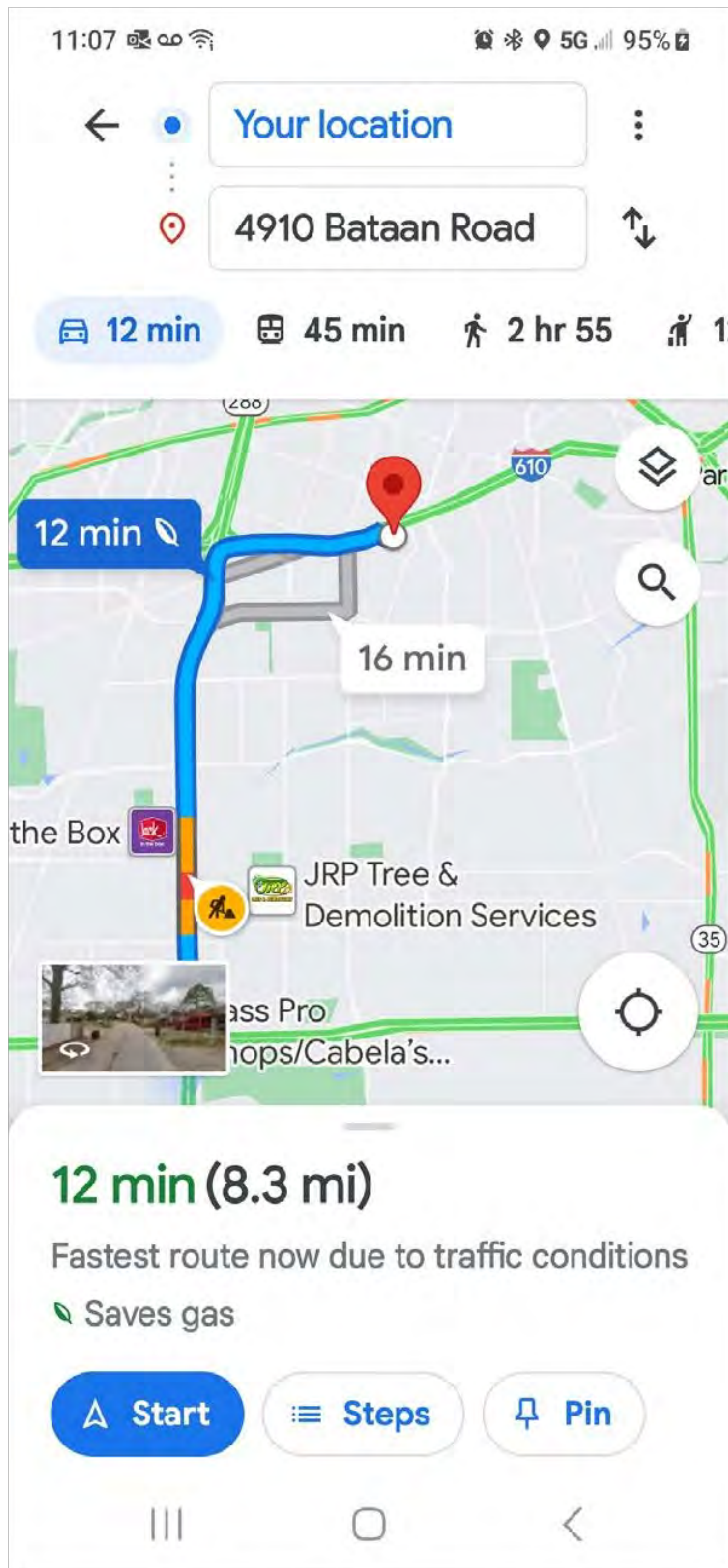 11:07 5G 95%
Your location
4910 Bataan Road
12 min 45 min 2 hr 55 1
288
610
ar
12 min
16 min
the Box
JRP Tree &
Demolition Services
35
ass Pro
hops/Cabela's...
12 min (8.3 mi)
Fastest route now due to traffic conditions
Saves gas
Start Steps Pin